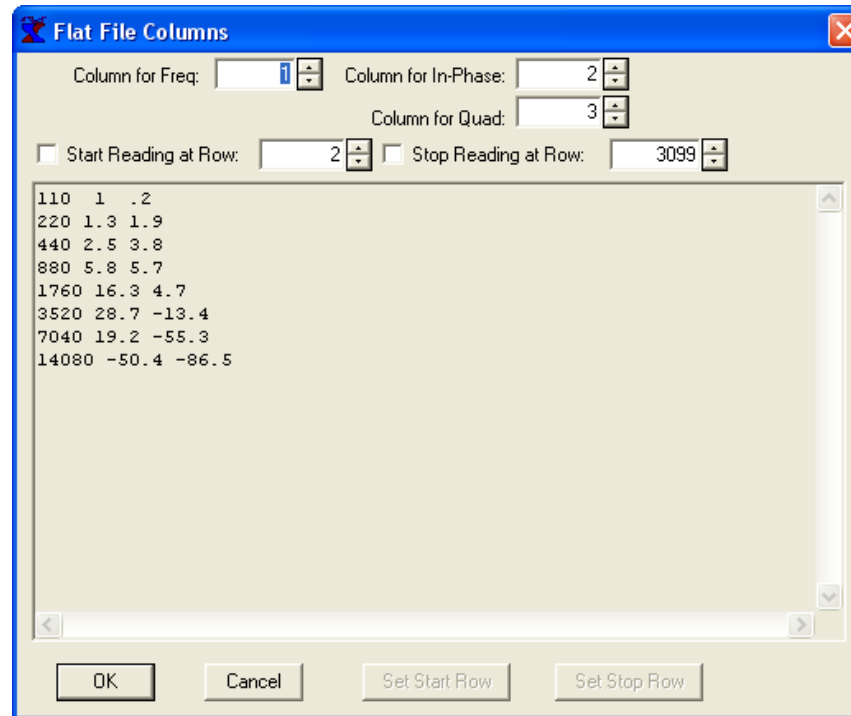 Flat File Columns
Column for Freq: 1 Column for In-Phase: 2
Column for Quad: 3
Start Reading at Row: 2 Stop Reading at Row: 3099
110  1  .2
220 1.3 1.9
440 2.5 3.8
880 5.8 5.7
1760 16.3 4.7
3520 28.7 -13.4
7040 19.2 -55.3
14080 -50.4 -86.5
OK Cancel Set Start Row Set Stop Row